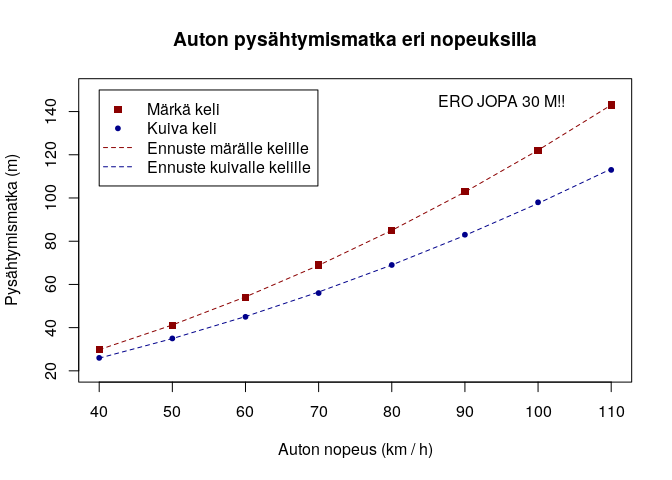 Auton pysähtymismatka eri nopeuksilla
ERO JOPA 30 M!!
Märkä keli
Kuiva keli
Ennuste märälle kelille
Ennuste kuivalle kelille
Pysähtymismatka (m)
140
120
100
80
60
40
20
40 50 60 70 80 90 100 110
Auton nopeus (km / h)